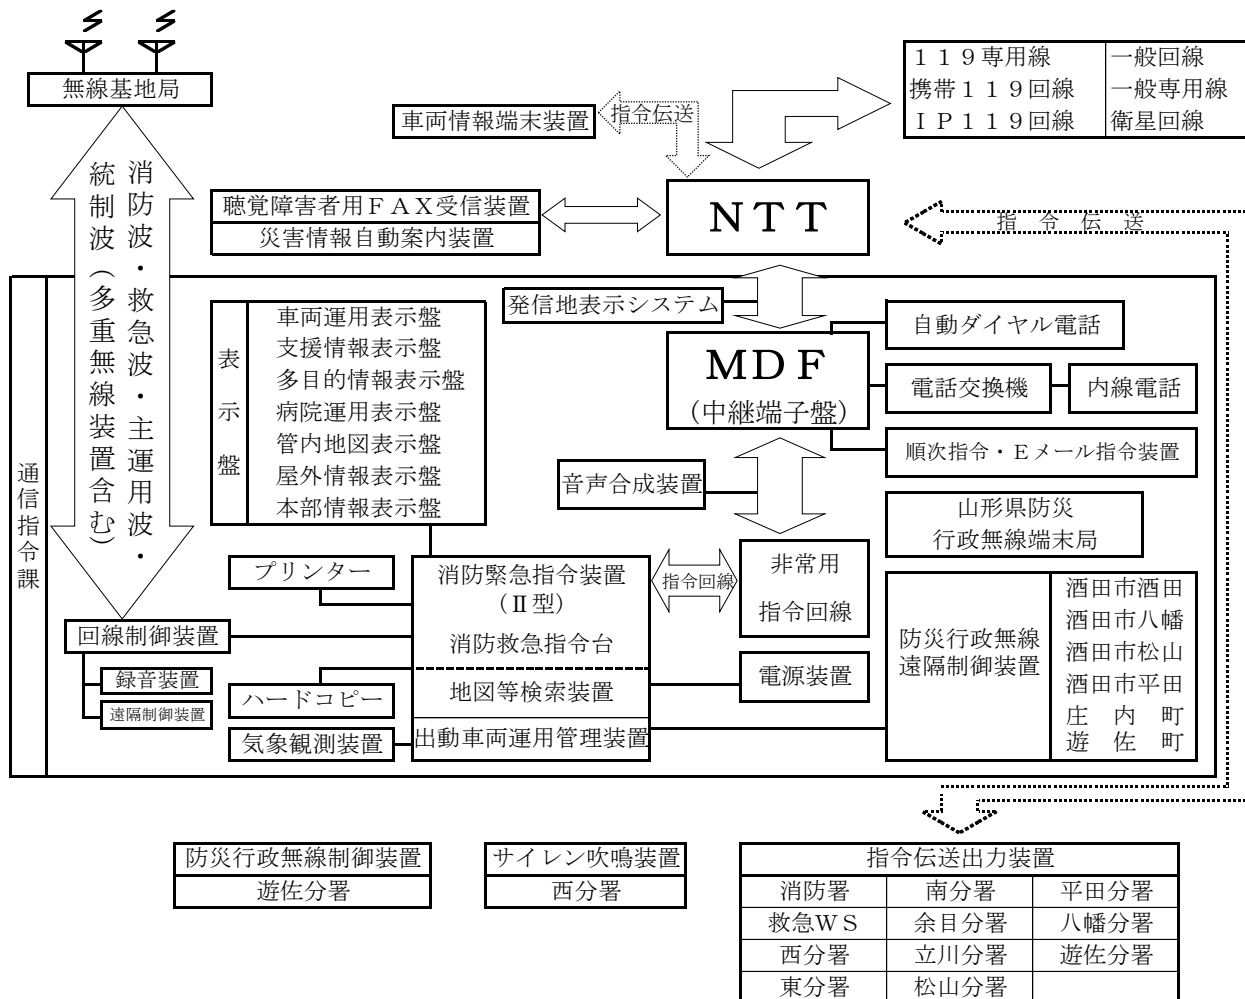 無線基地局
１１９専用線
携帯１１９回線
ＩＰ１１９回線
一般回線
一般専用線
衛星回線
車両情報端末装置
指令伝送
聴覚障害者用ＦＡＸ受信装置
災害情報自動案内装置
ＮＴＴ
指令伝送
消防波・救急波・主運用波・
統制波（多重無線装置含む）
通信指令課
発信地表示システム
表示盤
車両運用表示盤
支援情報表示盤
多目的情報表示盤
病院運用表示盤
管内地図表示盤
屋外情報表示盤
本部情報表示盤
ＭＤＦ
（中継端子盤）
自動ダイヤル電話
電話交換機
内線電話
順次指令・Ｅメール指令装置
音声合成装置
山形県防災
行政無線端末局
プリンター
消防緊急指令装置
（Ⅱ型）
消防救急指令台
地図等検索装置
出動車両運用管理装置
指令回線
非常用
指令回線
電源装置
回線制御装置
録音装置
遠隔制御装置
ハードコピー
気象観測装置
防災行政無線
遠隔制御装置
酒田市酒田
酒田市八幡
酒田市松山
酒田市平田
庄内町
遊佐町
防災行政無線制御装置
遊佐分署
サイレン吹鳴装置
西分署
指令伝送出力装置
消防署 南分署 平田分署
救急ＷＳ 余目分署 八幡分署
西分署 立川分署 遊佐分署
東分署 松山分署